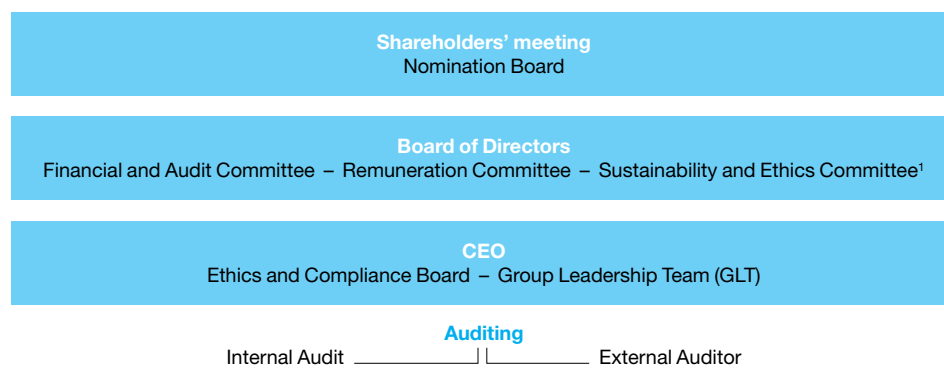 Shareholders’ meeting
Nomination Board
Board of Directors
Financial and Audit Committee – Remuneration Committee – Sustainability and Ethics Committee¹
CEO
Ethics and Compliance Board – Group Leadership Team (GLT)
Auditing
Internal Audit External Auditor